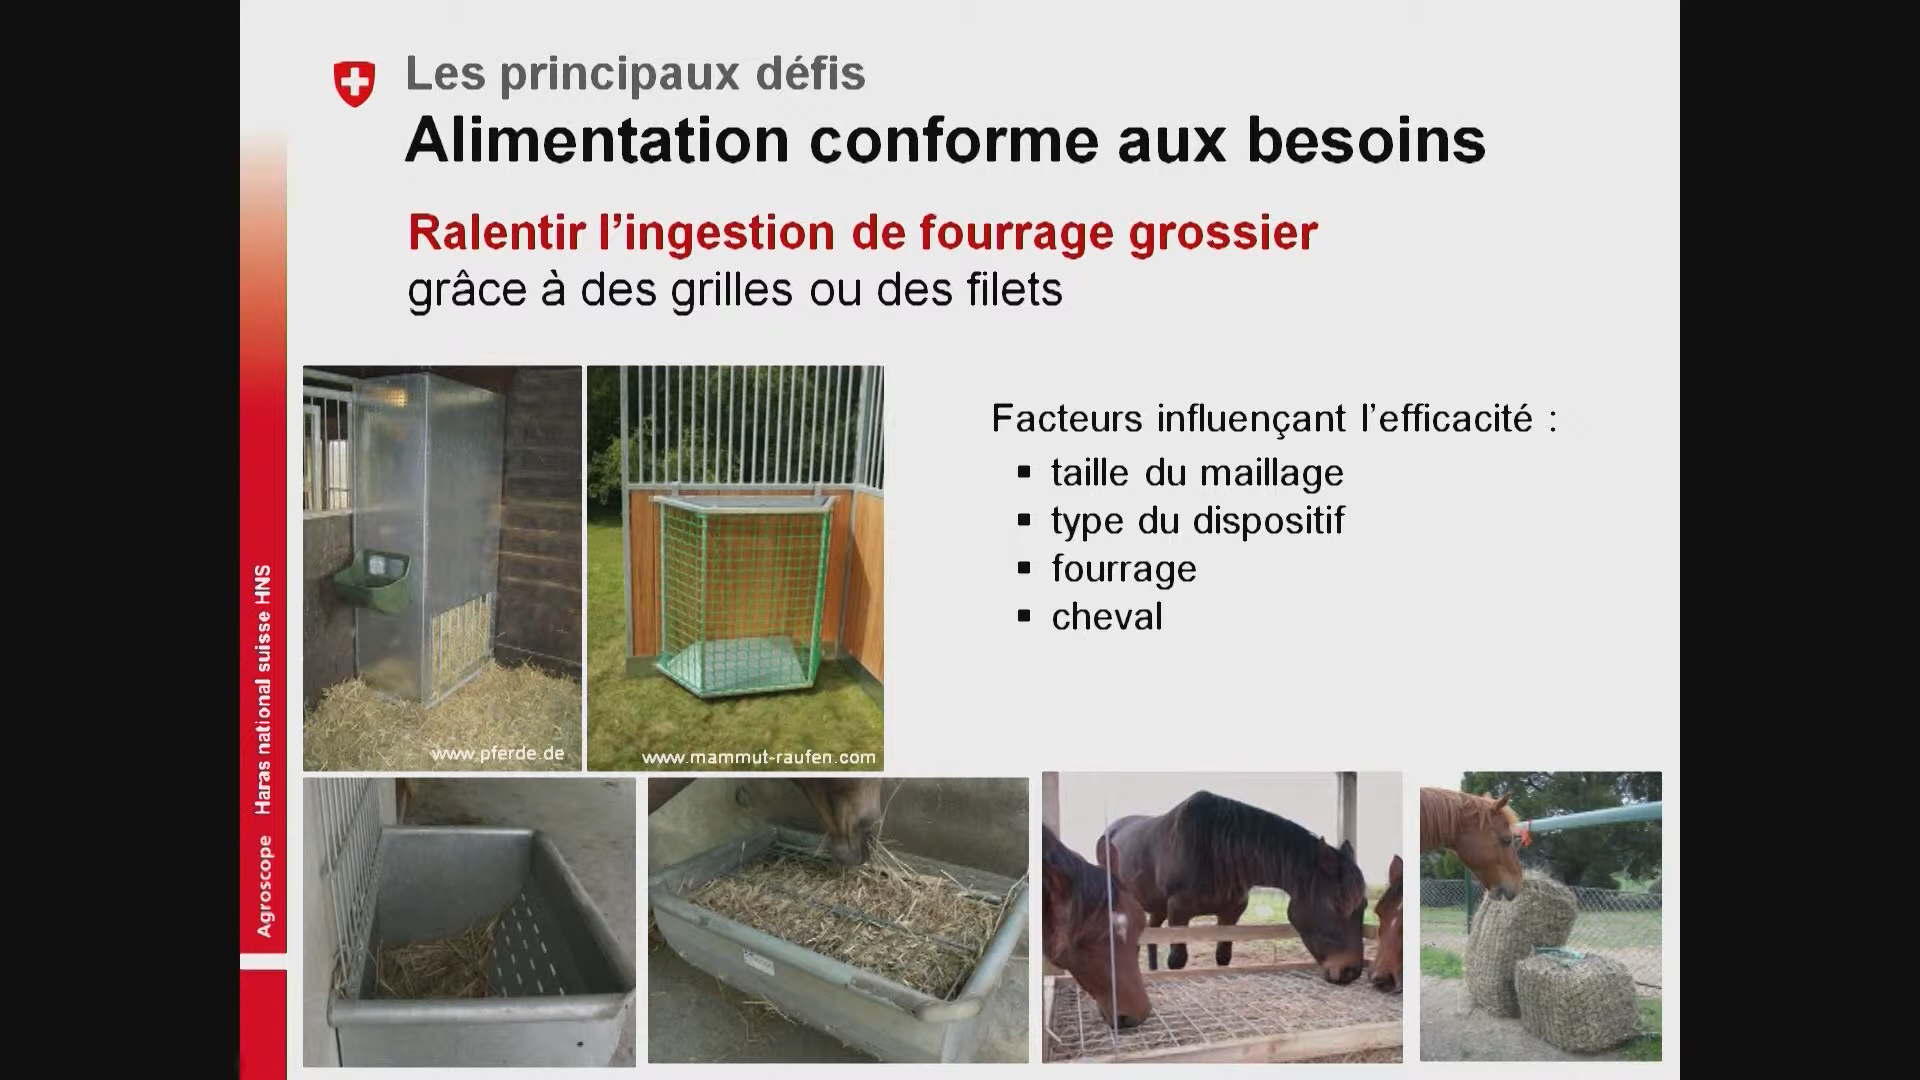 Les principaux défis
Alimentation conforme aux besoins
Ralentir l’ingestion de fourrage grossier
grâce à des grilles ou des filets
Facteurs influençant l’efficacité :
▪ taille du maillage
▪ type du dispositif
▪ fourrage
▪ cheval
www.pferde.de
www.mammut-raufen.com
Agroscope Haras national suisse HNS